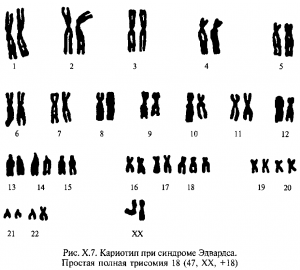 1 2 3 4 5
6 7 8 9 10 11 12
13 14 15 16 17 18 19 20
21 22 XX
Рис. X.7. Кариотип при синдроме Эдвардса.
Простая полная трисомия 18 (47, XX, +18)